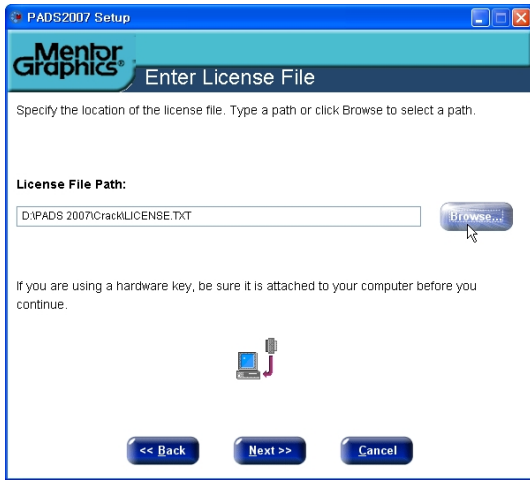 PADS2007 Setup
Mentor
Graphics®
Enter License File
Specify the location of the license file. Type a path or click Browse to select a path.
License File Path:
D:\PADS 2007\Crack\LICENSE.TXT
Browse...
If you are using a hardware key, be sure it is attached to your computer before you
continue.
<< Back
Next >>
Cancel